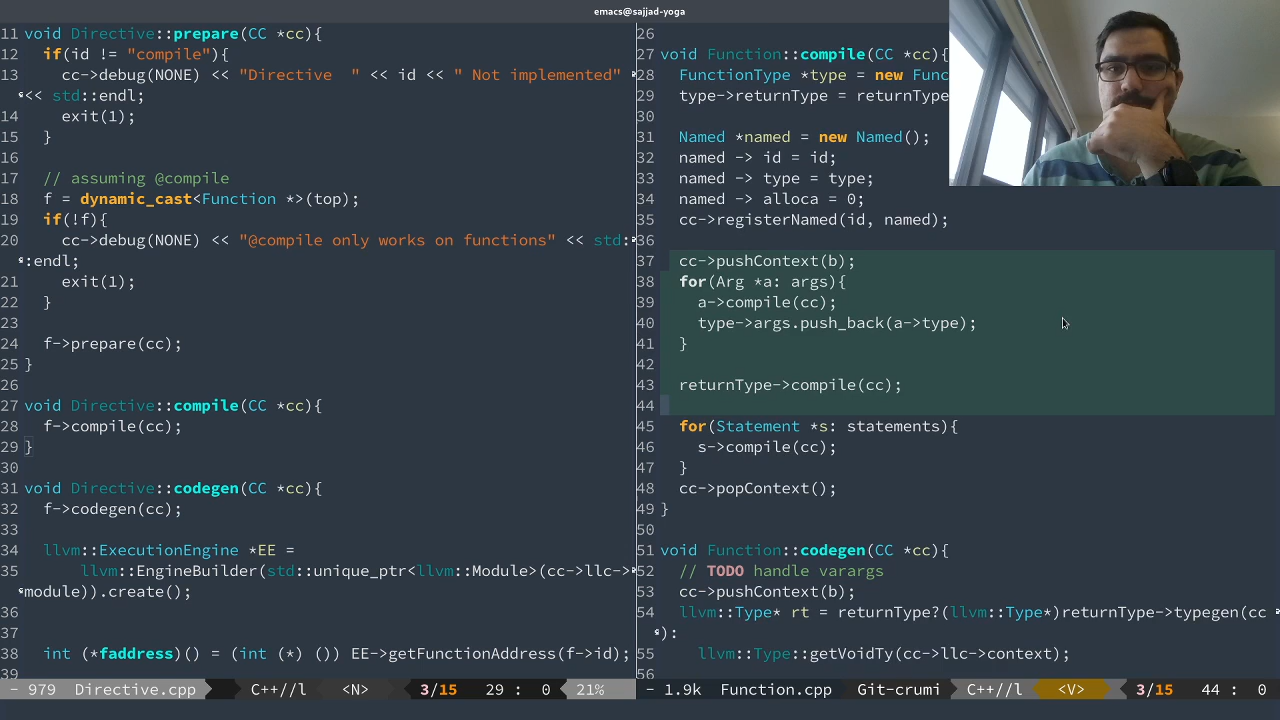 emacs@sajjad-yoga
11 void Directive::prepare(CC *cc){
12 if(id != "compile"){
13 cc->debug(NONE) << "Directive  " << id << " Not implemented"
<< std::endl;
14 exit(1);
15 }
16
17 // assuming @compile
18 f = dynamic_cast<Function *>(top);
19 if(!f){
20 cc->debug(NONE) << "@compile only works on functions" << std:
:endl;
21 exit(1);
22 }
23
24 f->prepare(cc);
25 }
26
27 void Directive::compile(CC *cc){
28 f->compile(cc);
29 }
30
31 void Directive::codegen(CC *cc){
32 f->codegen(cc);
33
34 llvm::ExecutionEngine *EE =
35 llvm::EngineBuilder(std::unique_ptr<llvm::Module>(cc->llc->
module)).create();
36
37
38 int (*faddress)() = (int (*) ()) EE->getFunctionAddress(f->id);
39
- 979 Directive.cpp C++//l <N> 3/15 29 : 0 21%
26
27 void Function::compile(CC *cc){
28 FunctionType *type = new Func
29 type->returnType = returnType
30
31 Named *named = new Named();
32 named -> id = id;
33 named -> type = type;
34 named -> alloca = 0;
35 cc->registerNamed(id, named);
36
37 cc->pushContext(b);
38 for(Arg *a: args){
39 a->compile(cc);
40 type->args.push_back(a->type);
41 }
42
43 returnType->compile(cc);
44
45 for(Statement *s: statements){
46 s->compile(cc);
47 }
48 cc->popContext();
49 }
50
51 void Function::codegen(CC *cc){
52 // TODO handle varargs
53 cc->pushContext(b);
54 llvm::Type* rt = returnType?(llvm::Type*)returnType->typegen(cc
):
55 llvm::Type::getVoidTy(cc->llc->context);
- 1.9k Function.cpp Git-crumi C++//l <V> 3/15 44 : 0